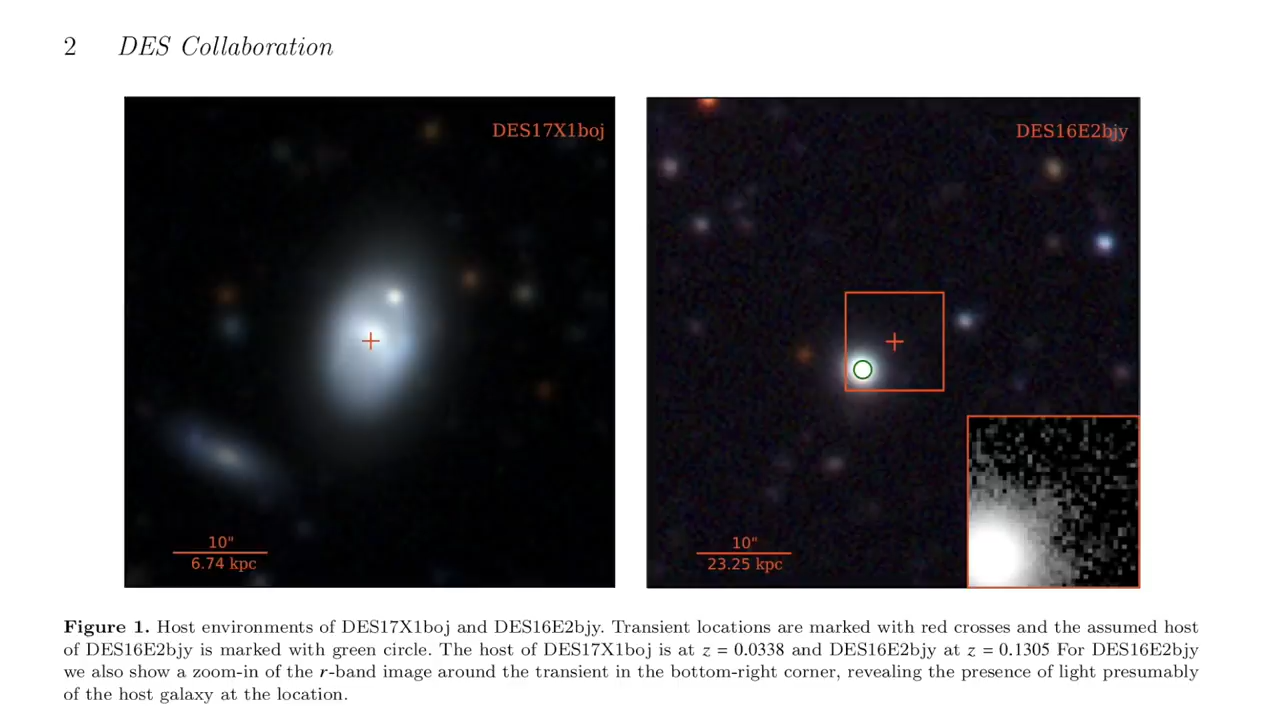 2 DES Collaboration
DES17X1boj
10"
6.74 kpc
DES16E2bjy
10"
23.25 kpc
Figure 1. Host environments of DES17X1boj and DES16E2bjy. Transient locations are marked with red crosses and the assumed host
of DES16E2bjy is marked with green circle. The host of DES17X1boj is at z = 0.0338 and DES16E2bjy at z = 0.1305 For DES16E2bjy
we also show a zoom-in of the r-band image around the transient in the bottom-right corner, revealing the presence of light presumably
of the host galaxy at the location.